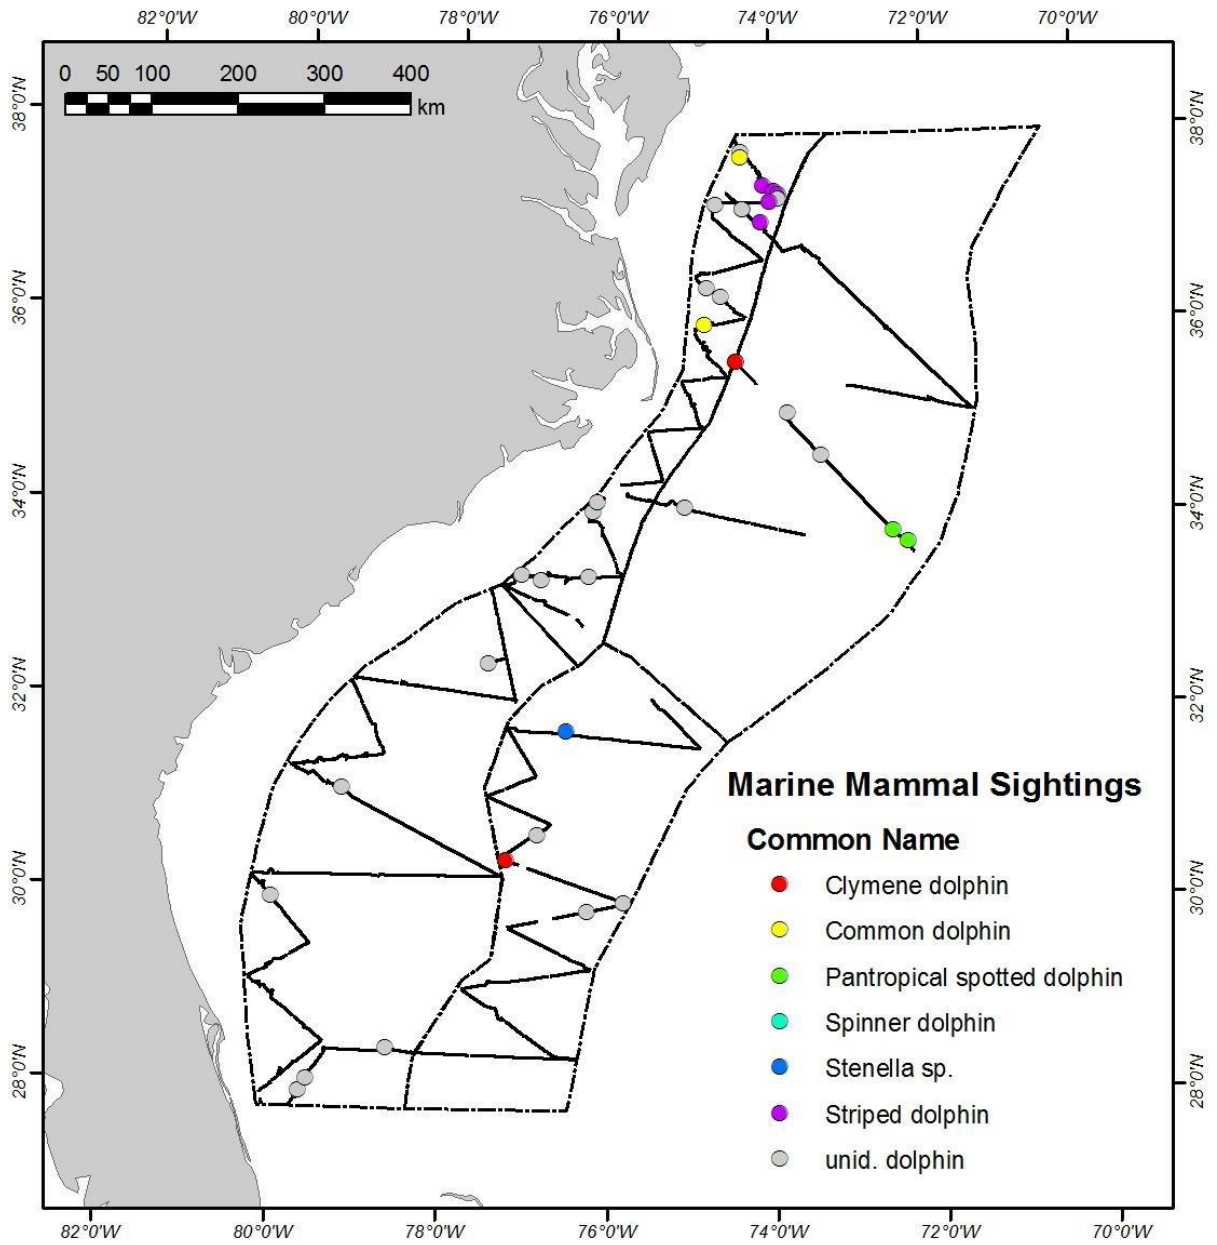 82°0'W 80°0'W 78°0'W 76°0'W 74°0'W 72°0'W 70°0'W
0 50 100 200 300 400
km
38°0'N
38°0'N
36°0'N
36°0'N
34°0'N
34°0'N
32°0'N
32°0'N
30°0'N
30°0'N
28°0'N
28°0'N
Marine Mammal Sightings
Common Name
Clymene dolphin
Common dolphin
Pantropical spotted dolphin
Spinner dolphin
Stenella sp.
Striped dolphin
unid. dolphin
82°0'W 80°0'W 78°0'W 76°0'W 74°0'W 72°0'W 70°0'W